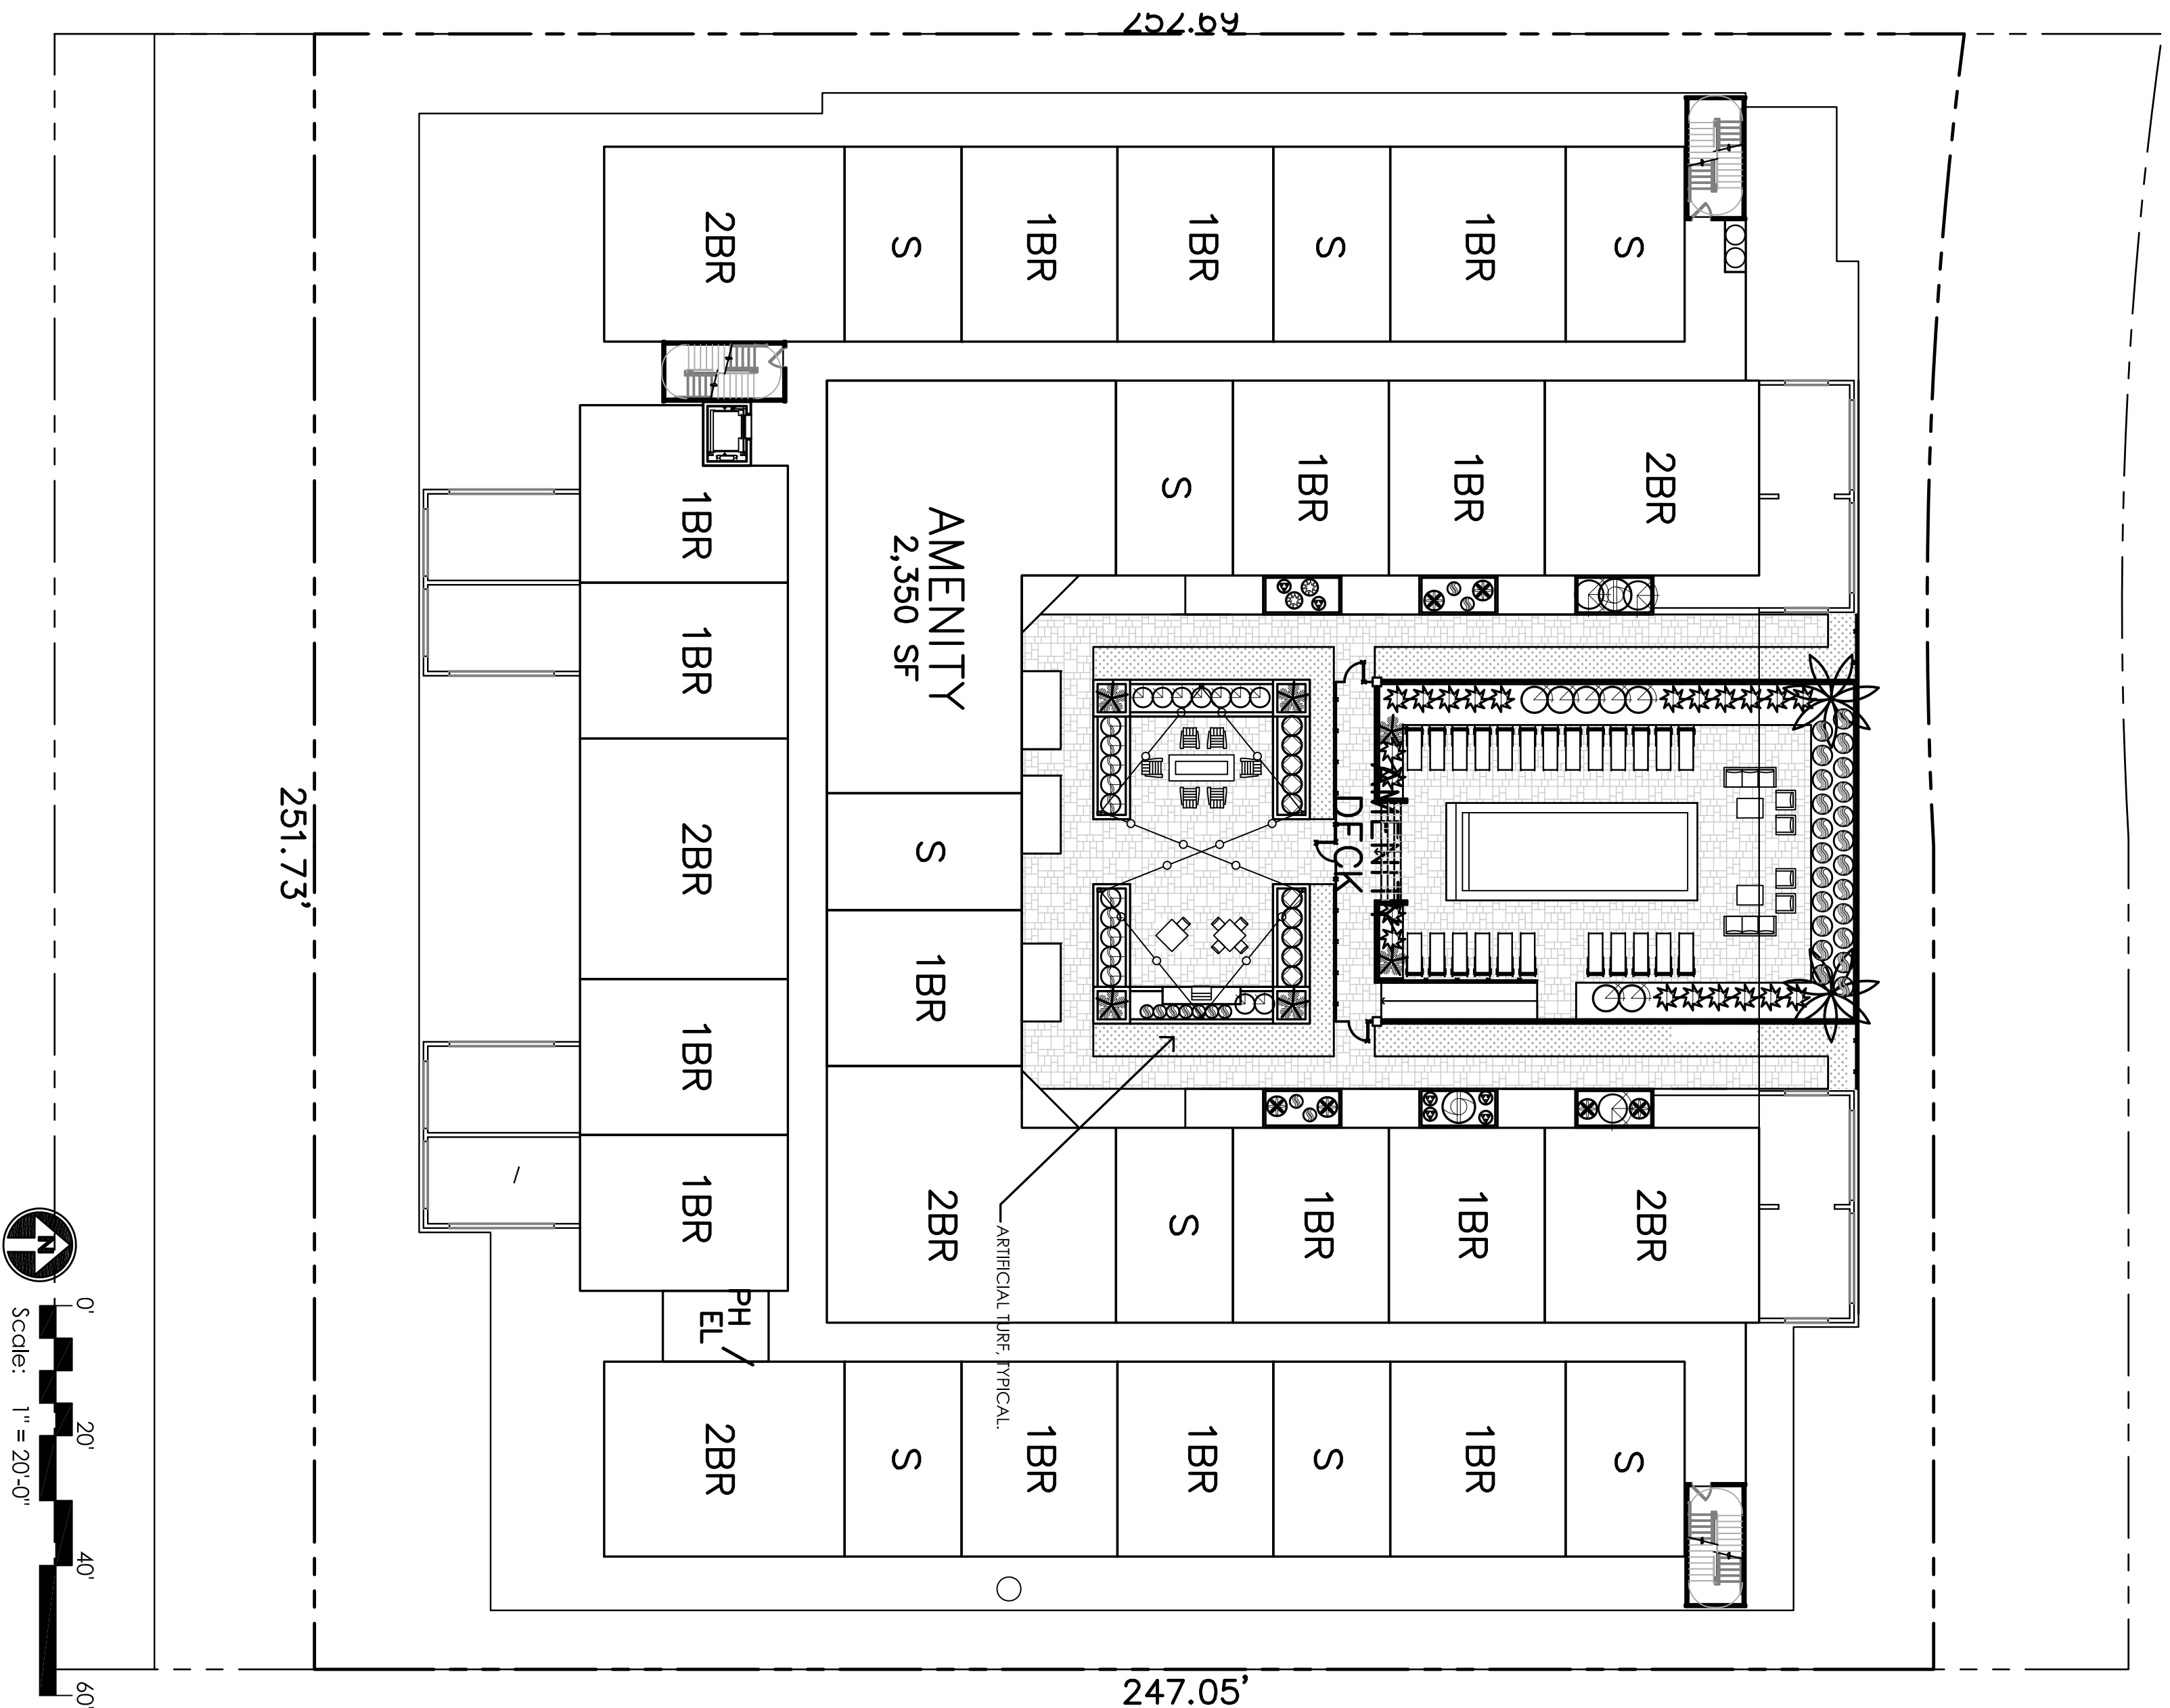 252.69
2BR
S
1BR
1BR
S
1BR
S
AMENITY
2,350 SF
S
1BR
1BR
2BR
1BR
1BR
2BR
1BR
1BR
S
1BR
AMENITY
DECK
2BR
S
1BR
1BR
2BR
ARTIFICIAL TURF, TYPICAL.
PH
EL /
2BR
S
1BR
1BR
S
1BR
S
251.73'
247.05'
N
0' 20' 40' 60'
Scale: 1" = 20'-0"